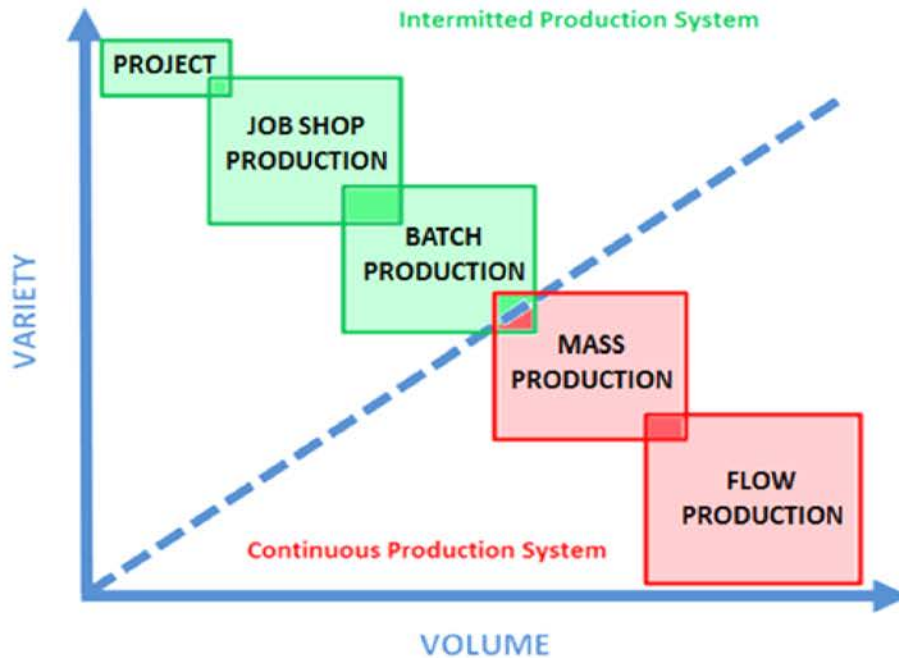 Intermitted Production System
PROJECT
JOB SHOP
PRODUCTION
BATCH
PRODUCTION
VARIETY
MASS
PRODUCTION
FLOW
PRODUCTION
Continuous Production System
VOLUME